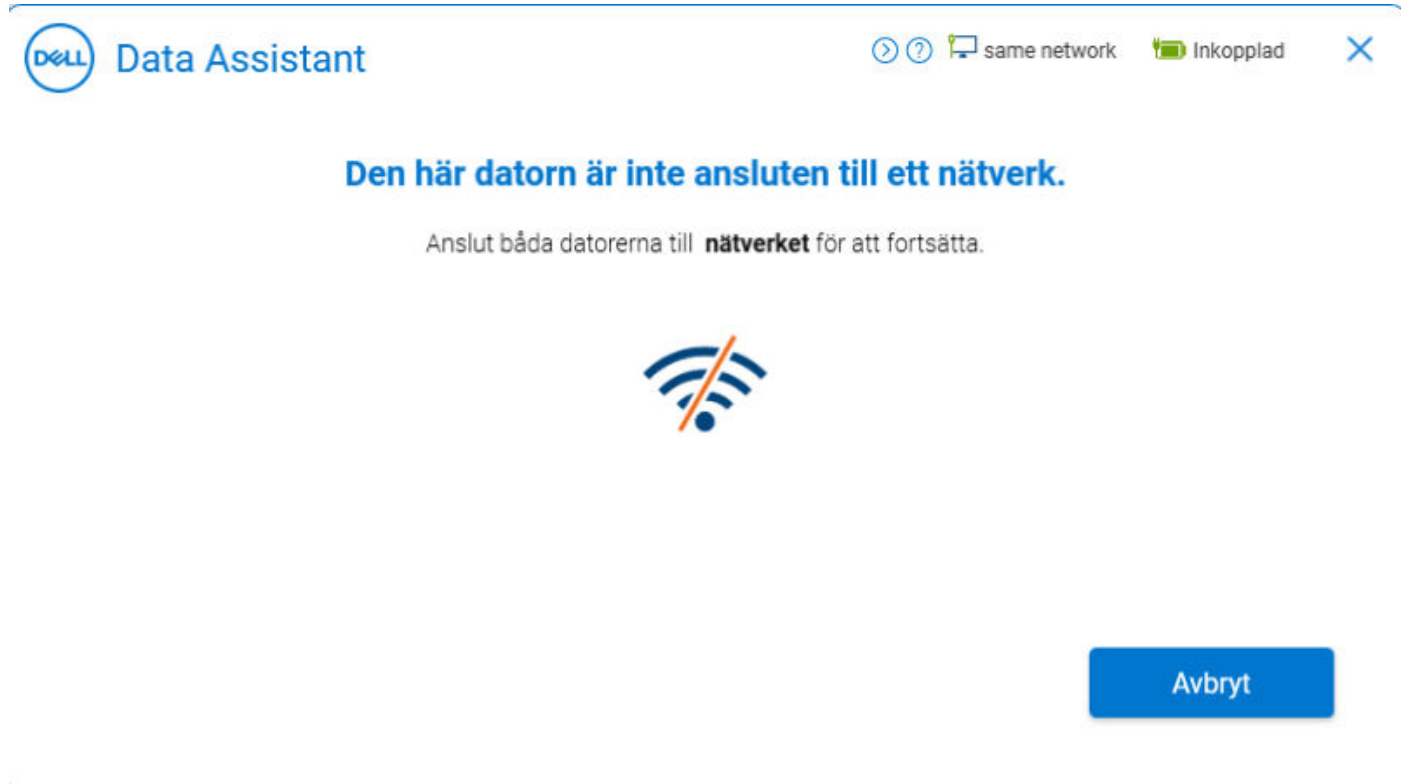 DELL Data Assistant
same network Inkopplad
Den här datorn är inte ansluten till ett nätverk.
Anslut båda datorerna till nätverket för att fortsätta.
Avbryt